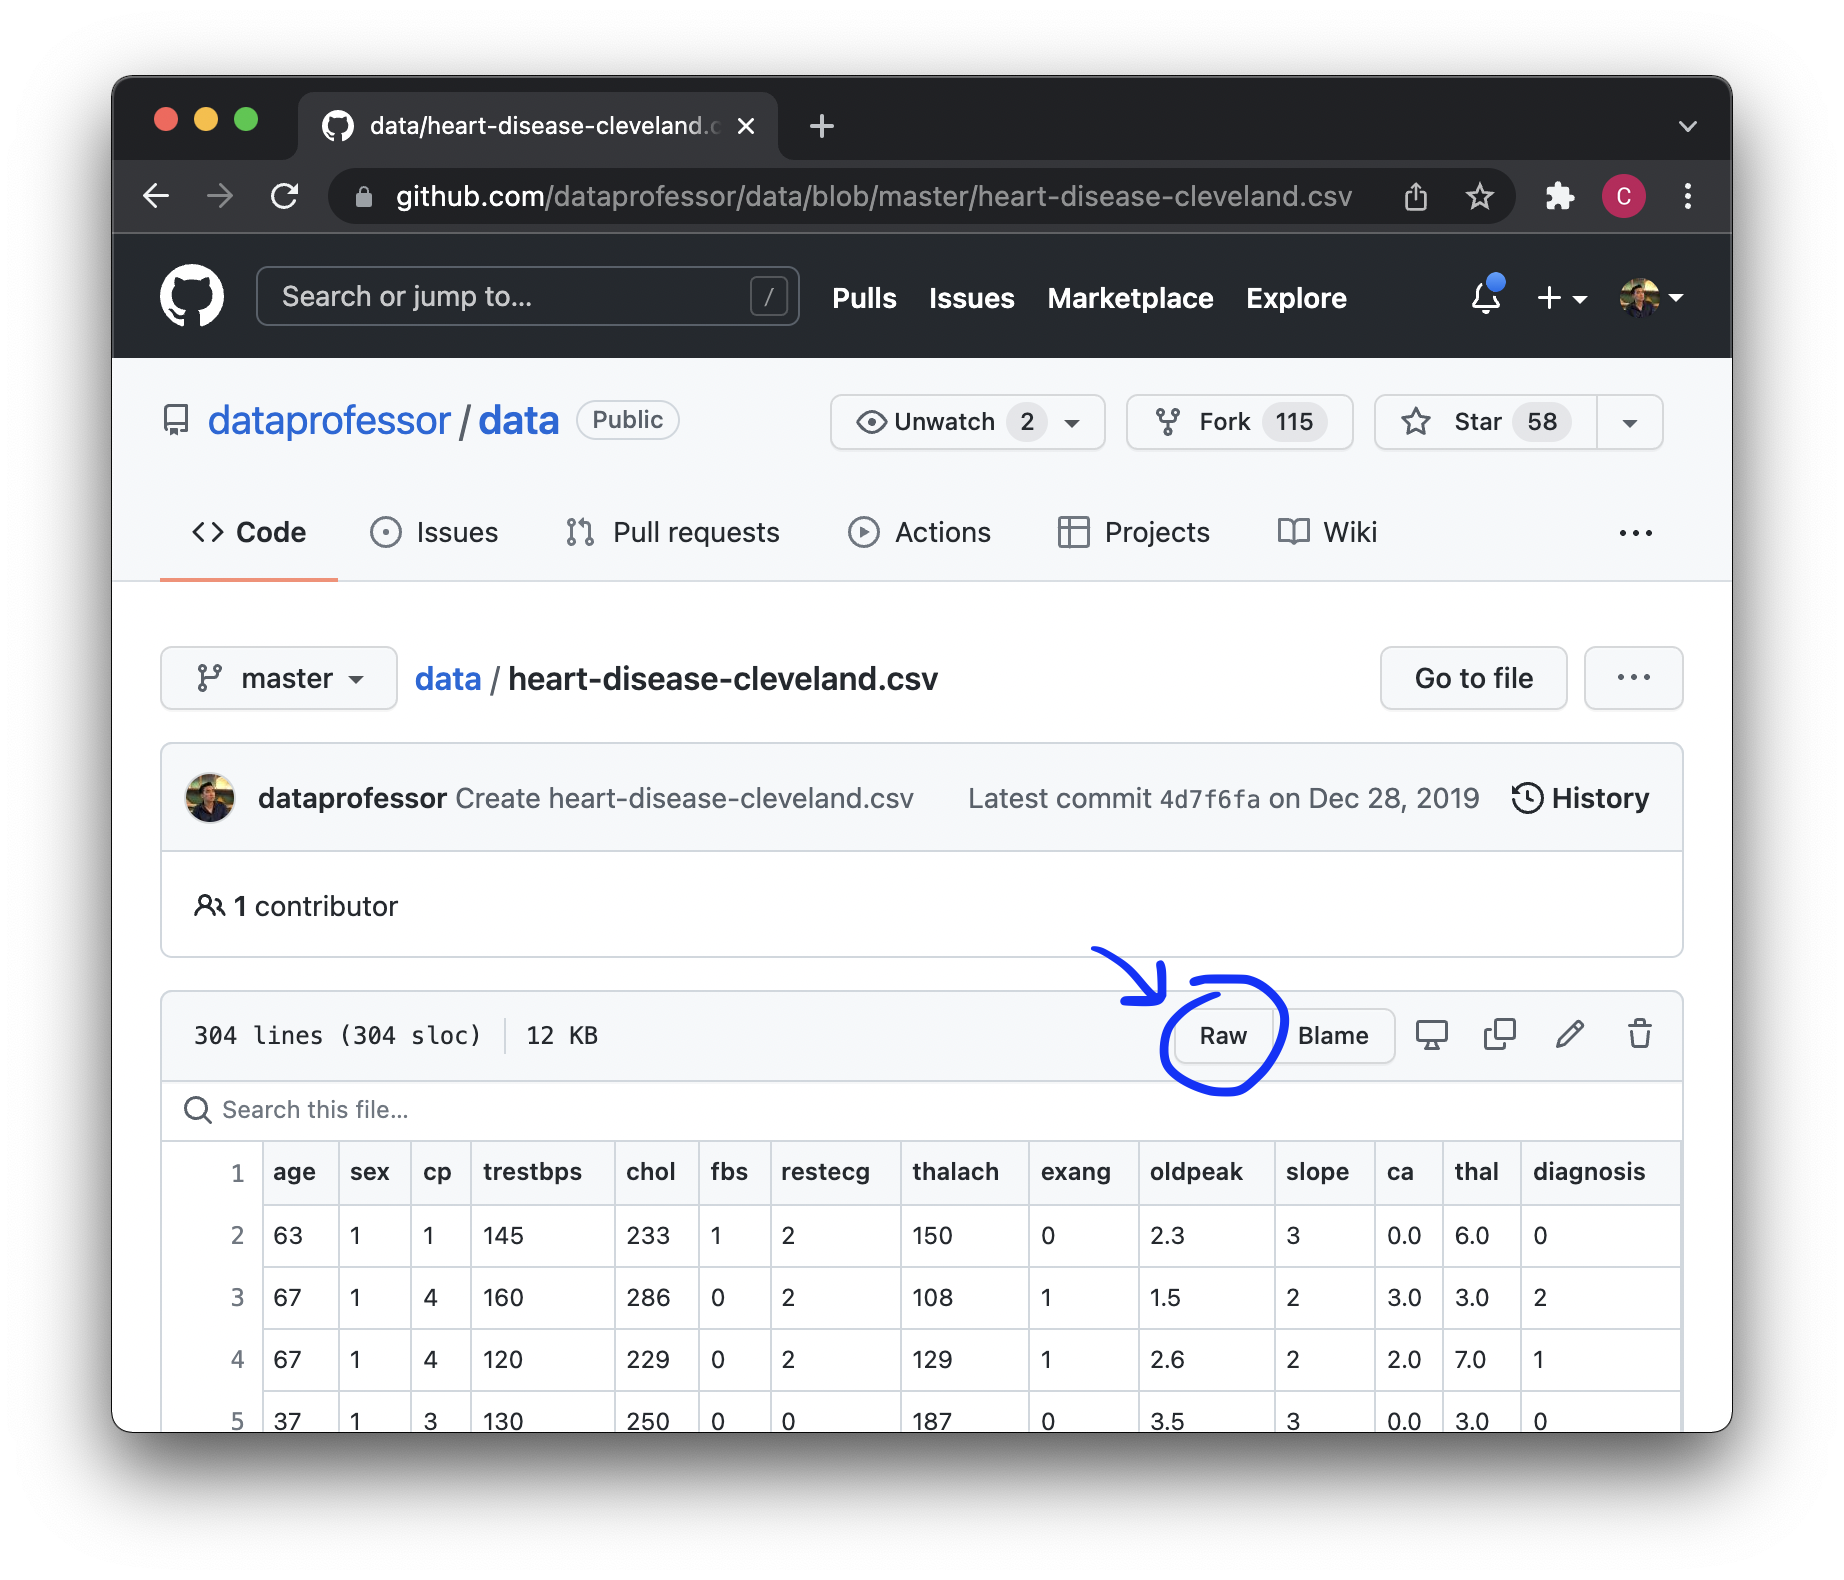 data/heart-disease-cleveland.c
github.com/dataprofessor/data/blob/master/heart-disease-cleveland.csv C
Search or jump to... / Pulls Issues Marketplace Explore
dataprofessor / data Public Unwatch 2 Fork 115 Star 58
Code Issues Pull requests Actions Projects Wiki
master data / heart-disease-cleveland.csv Go to file
dataprofessor Create heart-disease-cleveland.csv Latest commit 4d7f6fa on Dec 28, 2019 History
1 contributor
304 lines (304 sloc) 12 KB Raw Blame
Search this file...
1 age sex cp trestbps chol fbs restecg thalach exang oldpeak slope ca thal diagnosis
2 63 1 1 145 233 1 2 150 0 2.3 3 0.0 6.0 0
3 67 1 4 160 286 0 2 108 1 1.5 2 3.0 3.0 2
4 67 1 4 120 229 0 2 129 1 2.6 2 2.0 7.0 1
5 37 1 3 130 250 0 0 187 0 3.5 3 0.0 3.0 0